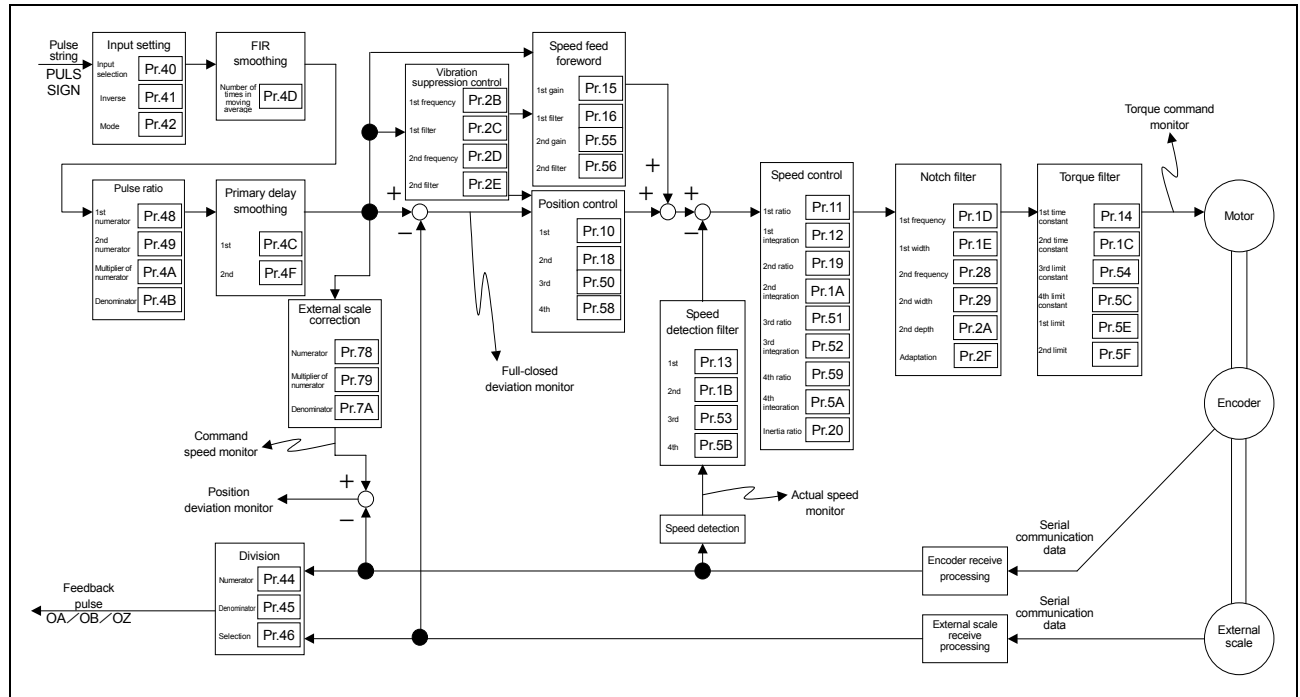 Pulse
string
PULS
SIGN
Input setting
Input
selection
Pr.40
Inverse
Pr.41
Mode
Pr.42
FIR
smoothing
Number of
times in
moving
average
Pr.4D
Vibration
suppression control
1st frequency
Pr.2B
1st filter
Pr.2C
2nd frequency
Pr.2D
2nd filter
Pr.2E
Speed feed
foreword
1st gain
Pr.15
1st filter
Pr.16
2nd gain
Pr.55
2nd filter
Pr.56
Torque command
monitor
Pulse ratio
1st
numerator
Pr.48
2nd
numerator
Pr.49
Multiplier of
numerator
Pr.4A
Denominator
Pr.4B
Primary delay
smoothing
1st
Pr.4C
2nd
Pr.4F
+
−
Position control
1st
Pr.10
2nd
Pr.18
3rd
Pr.50
4th
Pr.58
+
+
+
−
Speed control
1st ratio
Pr.11
1st
integration
Pr.12
2nd ratio
Pr.19
2nd
integration
Pr.1A
3rd ratio
Pr.51
3rd
integration
Pr.52
4th ratio
Pr.59
4th
integration
Pr.5A
Inertia ratio
Pr.20
Notch filter
1st frequency
Pr.1D
1st width
Pr.1E
2nd frequency
Pr.28
2nd width
Pr.29
2nd depth
Pr.2A
Adaptation
Pr.2F
Torque filter
1st time
constant
Pr.14
2nd time
constant
Pr.1C
3rd limit
constant
Pr.54
4th limit
constant
Pr.5C
1st limit
Pr.5E
2nd limit
Pr.5F
Motor
External scale
correction
Numerator
Pr.78
Multiplier of
numerator
Pr.79
Denominator
Pr.7A
Full-closed
deviation monitor
Speed
detection filter
1st
Pr.13
2nd
Pr.1B
3rd
Pr.53
4th
Pr.5B
Encoder
Command
speed monitor
+
−
Position
deviation monitor
Actual speed
monitor
Speed detection
Division
Numerator
Pr.44
Denominator
Pr.45
Selection
Pr.46
Feedback
pulse
OA／OB／OZ
Encoder receive
processing
Serial
communication
data
External scale
receive
processing
Serial
communication
data
External
scale